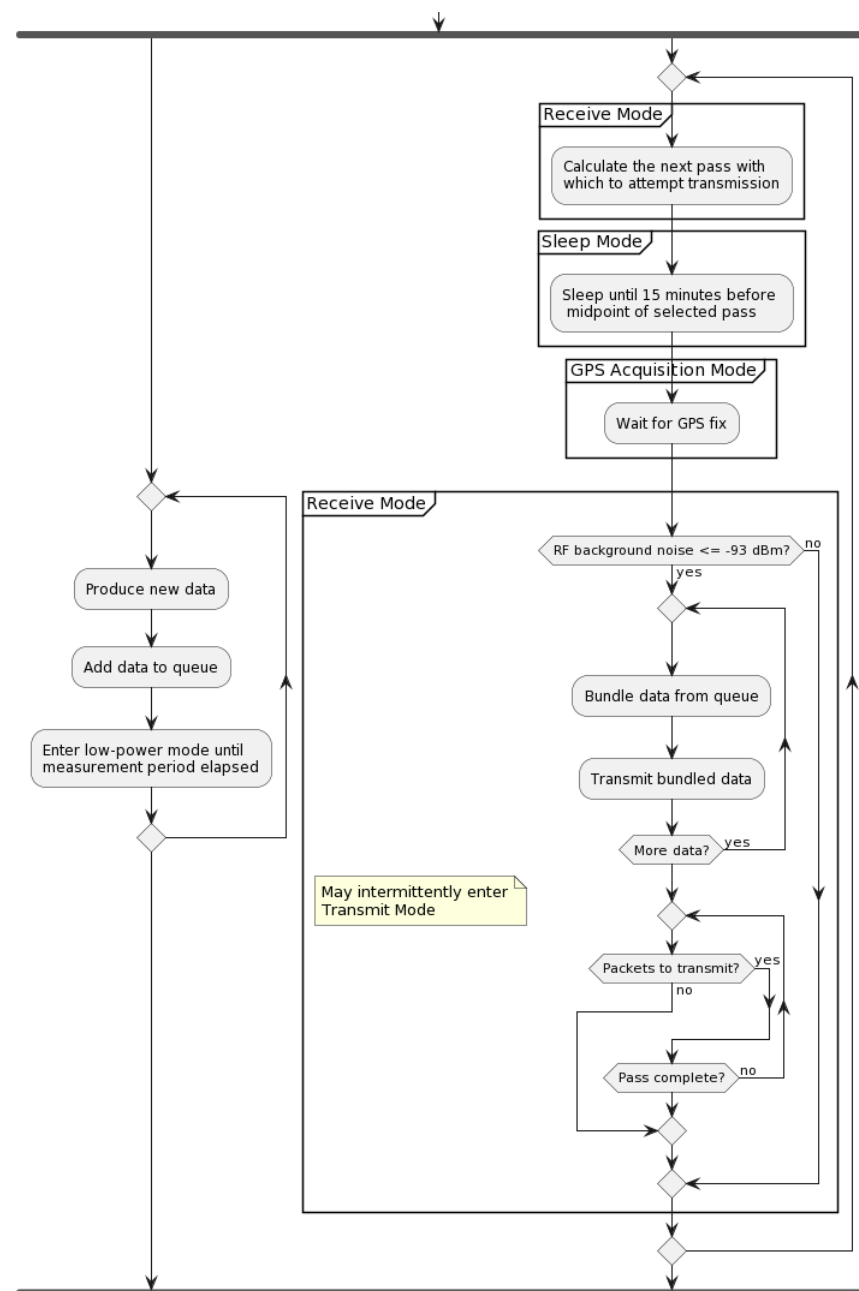 Receive Mode
Calculate the next pass with
which to attempt transmission
Sleep Mode
Sleep until 15 minutes before
midpoint of selected pass
GPS Acquisition Mode
Wait for GPS fix
Produce new data
Add data to queue
Enter low-power mode until
measurement period elapsed
Receive Mode
RF background noise <= -93 dBm?
no
yes
Bundle data from queue
Transmit bundled data
More data?
yes
May intermittently enter
Transmit Mode
Packets to transmit?
yes
no
Pass complete?
no